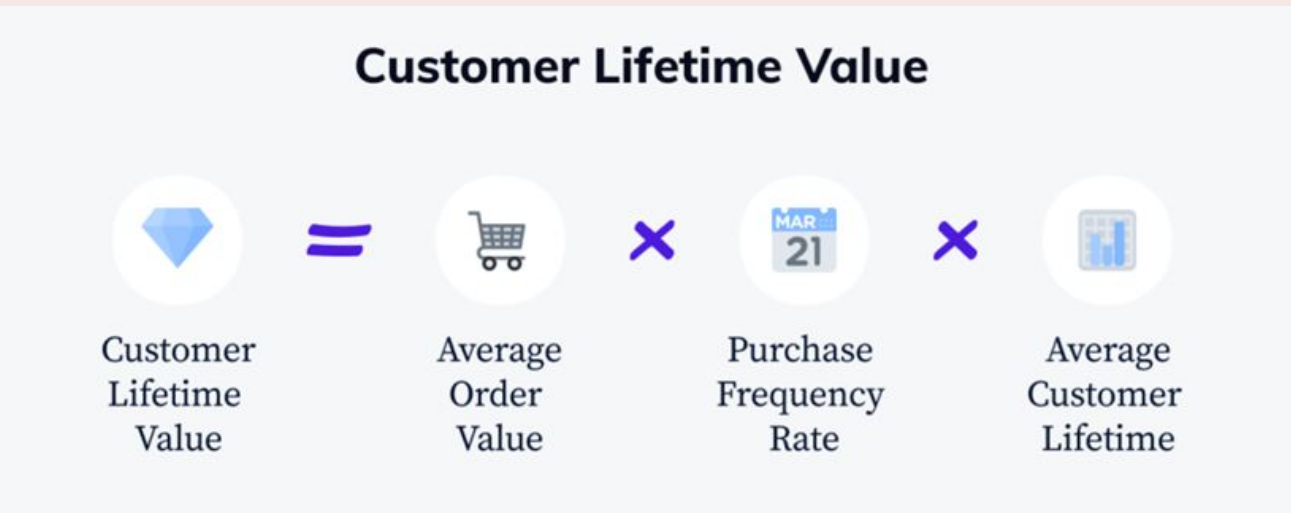 Customer Lifetime Value
MAR
21
Customer
Lifetime
Value
Average
Order
Value
Purchase
Frequency
Rate
Average
Customer
Lifetime